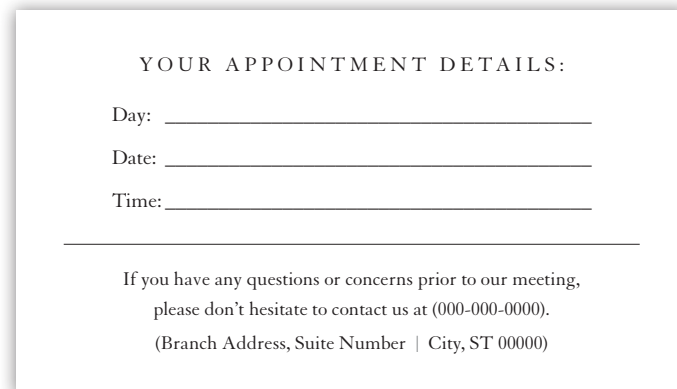 YOUR APPOINTMENT DETAILS:
Day:
Date:
Time:
If you have any questions or concerns prior to our meeting,
please don’t hesitate to contact us at (000-000-0000).
(Branch Address, Suite Number | City, ST 00000)